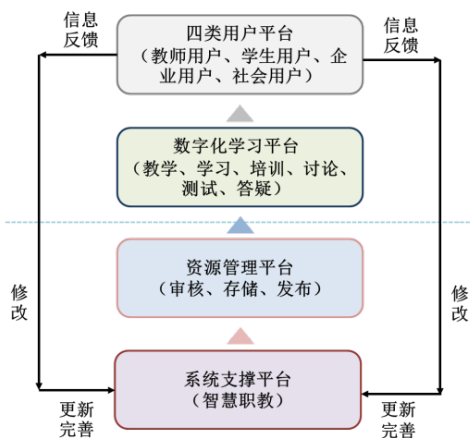 信息
反馈
四类用户平台
（教师用户、学生用户、企
业用户、社会用户）
信息
反馈
数字化学习平台
（教学、学习、培训、讨论、
测试、答疑）
资源管理平台
（审核、存储、发布）
修
改
修
改
系统支撑平台
（智慧职教）
更新
完善
更新
完善